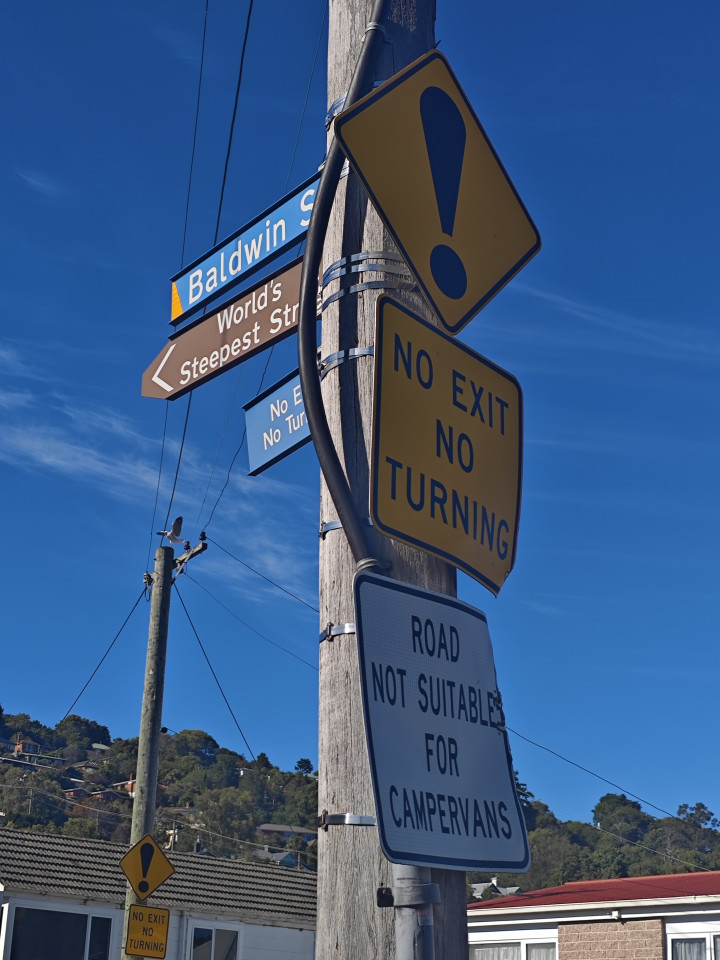 Baldwin S
World's
Steepest Str
No E
No Tur
!
NO EXIT
NO
TURNING
ROAD
NOT SUITABLE
FOR
CAMPERVANS
!
NO EXIT
NO
TURNING